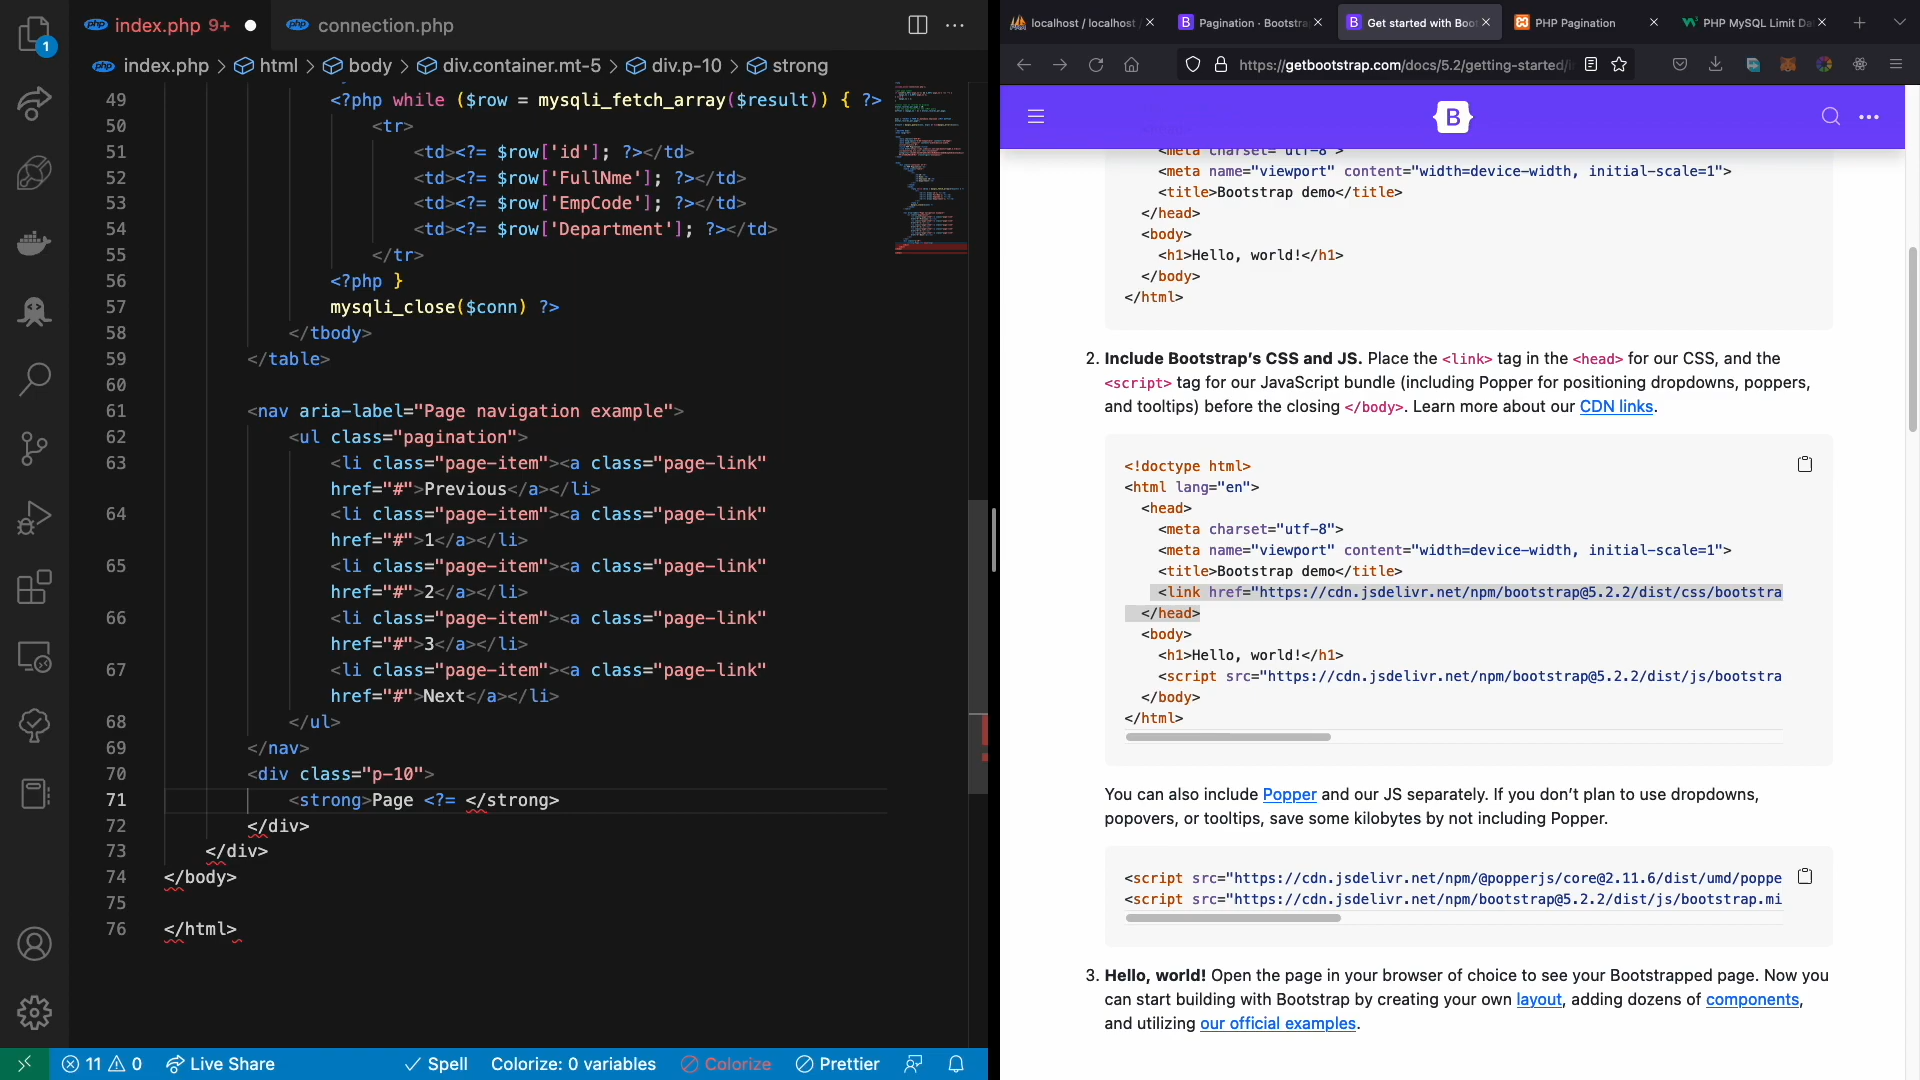 index.php 9+
connection.php
index.php > html > body > div.container.mt-5 > div.p-10 > strong
49 <?php while ($row = mysqli_fetch_array($result)) { ?>
50 <tr>
51 <td><?= $row['id']; ?></td>
52 <td><?= $row['FullNme']; ?></td>
53 <td><?= $row['EmpCode']; ?></td>
54 <td><?= $row['Department']; ?></td>
55 </tr>
56 <?php }
57 mysqli_close($conn) ?>
58 </tbody>
59 </table>
60
61 <nav aria-label="Page navigation example">
62 <ul class="pagination">
63 <li class="page-item"><a class="page-link"
href="#">Previous</a></li>
64 <li class="page-item"><a class="page-link"
href="#">1</a></li>
65 <li class="page-item"><a class="page-link"
href="#">2</a></li>
66 <li class="page-item"><a class="page-link"
href="#">3</a></li>
67 <li class="page-item"><a class="page-link"
href="#">Next</a></li>
68 </ul>
69 </nav>
70 <div class="p-10">
71 <strong>Page <?= </strong>
72 </div>
73 </div>
74 </body>
75
76 </html>
1
11 0 Live Share Spell Colorize: 0 variables Colorize Prettier
localhost / localhost
Pagination · Bootstra
Get started with Boo
PHP Pagination
PHP MySQL Limit Da
https://getbootstrap.com/docs/5.2/getting-started/
B
<meta charset="utf-8">
<meta name="viewport" content="width=device-width, initial-scale=1">
<title>Bootstrap demo</title>
</head>
<body>
<h1>Hello, world!</h1>
</body>
</html>
2. Include Bootstrap’s CSS and JS. Place the <link> tag in the <head> for our CSS, and the
<script> tag for our JavaScript bundle (including Popper for positioning dropdowns, poppers,
and tooltips) before the closing </body>. Learn more about our CDN links.
<!doctype html>
<html lang="en">
<head>
<meta charset="utf-8">
<meta name="viewport" content="width=device-width, initial-scale=1">
<title>Bootstrap demo</title>
<link href="https://cdn.jsdelivr.net/npm/bootstrap@5.2.2/dist/css/bootstra
</head>
<body>
<h1>Hello, world!</h1>
<script src="https://cdn.jsdelivr.net/npm/bootstrap@5.2.2/dist/js/bootstra
</body>
</html>
You can also include Popper and our JS separately. If you don’t plan to use dropdowns,
popovers, or tooltips, save some kilobytes by not including Popper.
<script src="https://cdn.jsdelivr.net/npm/@popperjs/core@2.11.6/dist/umd/poppe
<script src="https://cdn.jsdelivr.net/npm/bootstrap@5.2.2/dist/js/bootstrap.mi
3. Hello, world! Open the page in your browser of choice to see your Bootstrapped page. Now you
can start building with Bootstrap by creating your own layout, adding dozens of components,
and utilizing our official examples.